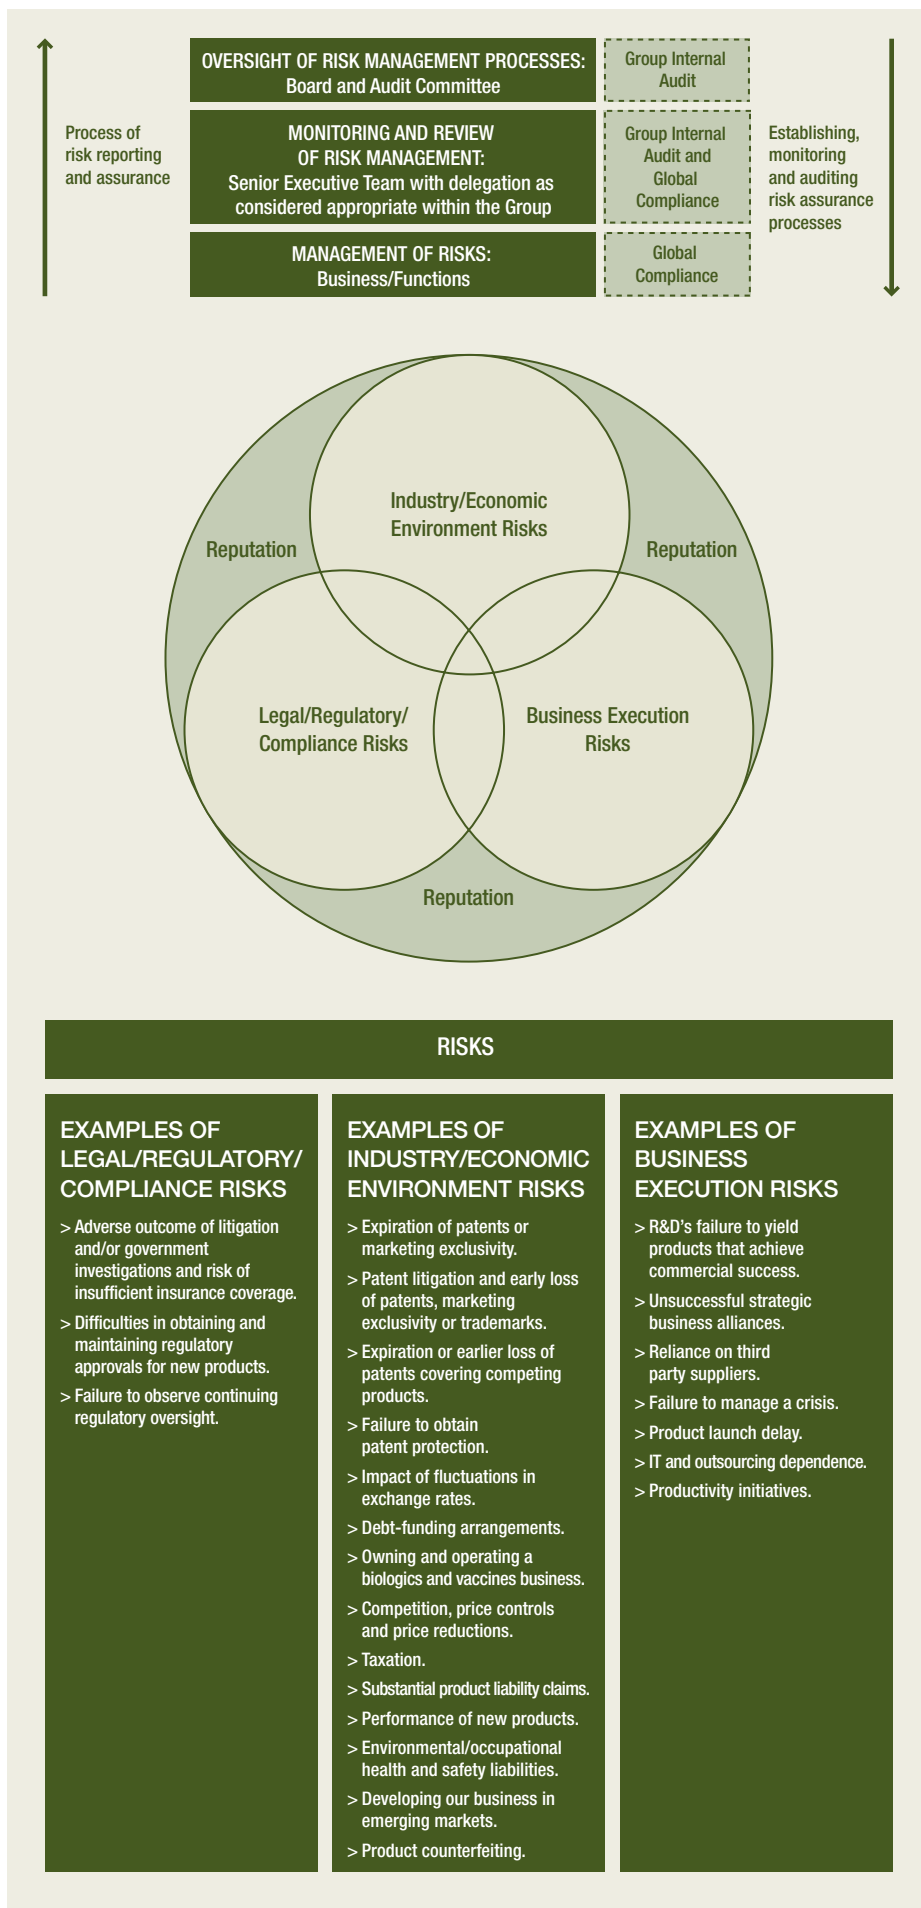 OVERSIGHT OF RISK MANAGEMENT PROCESSES:
Board and Audit Committee
Group Internal
Audit
Process of
risk reporting
and assurance
MONITORING AND REVIEW
OF RISK MANAGEMENT:
Senior Executive Team with delegation as
considered appropriate within the Group
Group Internal
Audit and
Global
Compliance
Establishing,
monitoring
and auditing
risk assurance
processes
MANAGEMENT OF RISKS:
Business/Functions
Global
Compliance
Industry/Economic
Environment Risks
Reputation
Reputation
Legal/Regulatory/
Compliance Risks
Business Execution
Risks
Reputation
RISKS
EXAMPLES OF
LEGAL/REGULATORY/
COMPLIANCE RISKS
> Adverse outcome of litigation
and/or government
investigations and risk of
insufficient insurance coverage.
> Difficulties in obtaining and
maintaining regulatory
approvals for new products.
> Failure to observe continuing
regulatory oversight.
EXAMPLES OF
INDUSTRY/ECONOMIC
ENVIRONMENT RISKS
> Expiration of patents or
marketing exclusivity.
> Patent litigation and early loss
of patents, marketing
exclusivity or trademarks.
> Expiration or earlier loss of
patents covering competing
products.
> Failure to obtain
patent protection.
> Impact of fluctuations in
exchange rates.
> Debt-funding arrangements.
> Owning and operating a
biologics and vaccines business.
> Competition, price controls
and price reductions.
> Taxation.
> Substantial product liability claims.
> Performance of new products.
> Environmental/occupational
health and safety liabilities.
> Developing our business in
emerging markets.
> Product counterfeiting.
EXAMPLES OF
BUSINESS
EXECUTION RISKS
> R&D's failure to yield
products that achieve
commercial success.
> Unsuccessful strategic
business alliances.
> Reliance on third
party suppliers.
> Failure to manage a crisis.
> Product launch delay.
> IT and outsourcing dependence.
> Productivity initiatives.